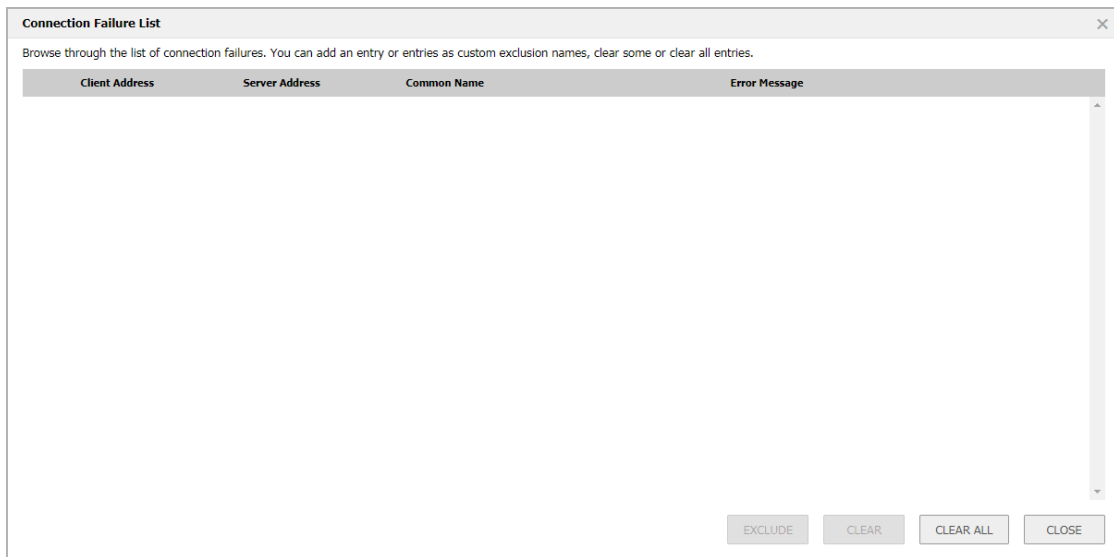 Connection Failure List
Browse through the list of connection failures. You can add an entry or entries as custom exclusion names, clear some or clear all entries.
Client Address Server Address Common Name Error Message
EXCLUDE CLEAR CLEAR ALL CLOSE